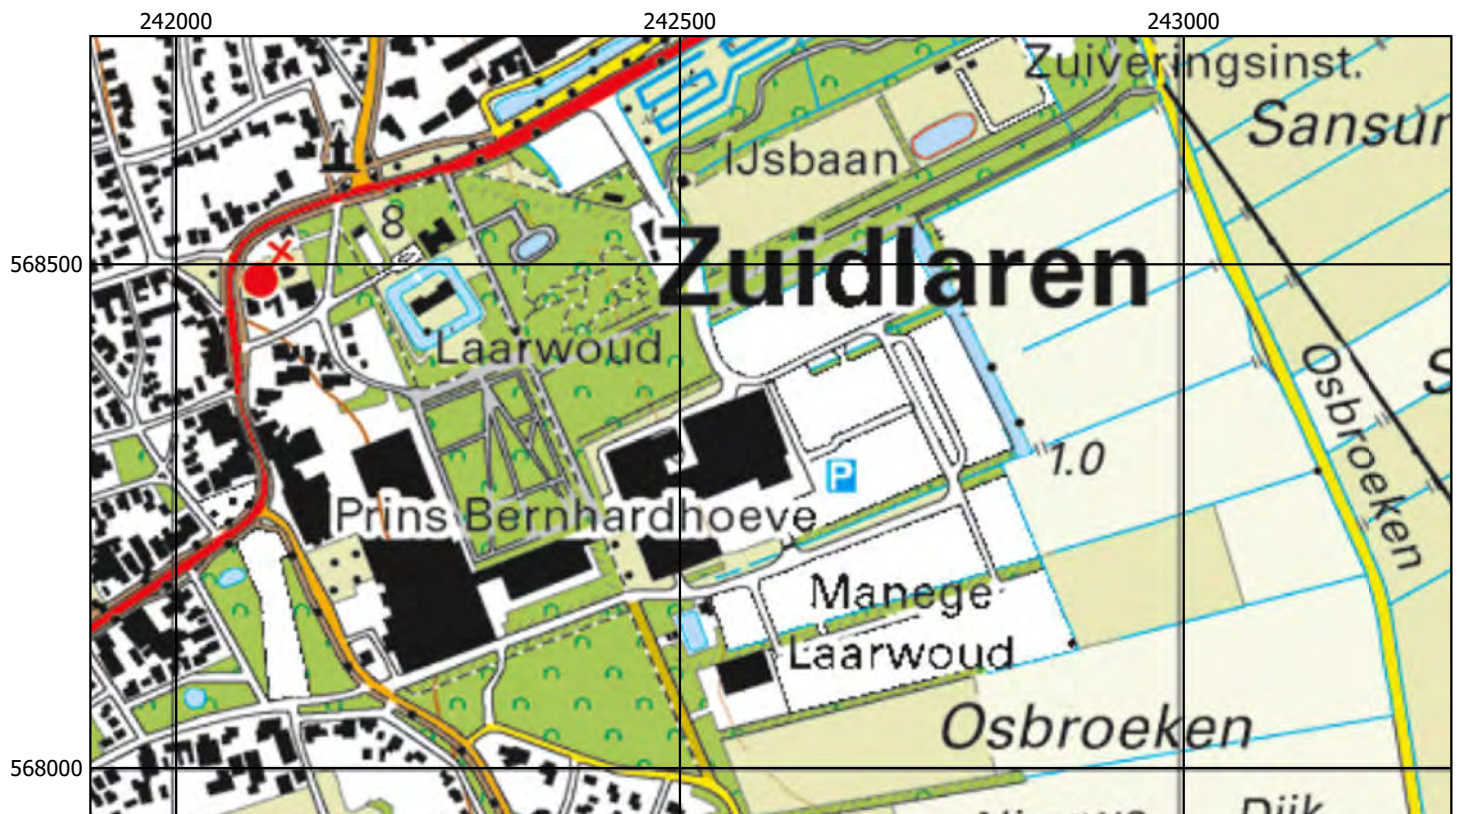 242000 242500 243000
Zuiveringsinst.
Sansur
IJsbaan
8
568500
Zuidlaren
Laarwoud
Osbroeken
S
1.0
P
Prins Bernhardhoeve
Manege
Laarwoud
Osbroeken
568000
Dijk